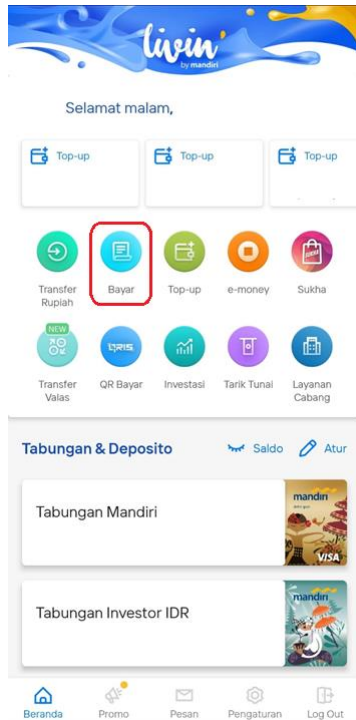 livin'
by mandiri
Selamat malam,
Top-up
Top-up
Top-up
Transfer Rupiah
Bayar
Top-up
e-money
Sukha
NEW
QRIS
Transfer Valas
QR Bayar
Investasi
Tarik Tunai
Layanan Cabang
Tabungan & Deposito
Saldo
Atur
Tabungan Mandiri
mandiri
VISA
Tabungan Investor IDR
mandiri
Beranda
Promo
Pesan
Pengaturan
Log Out